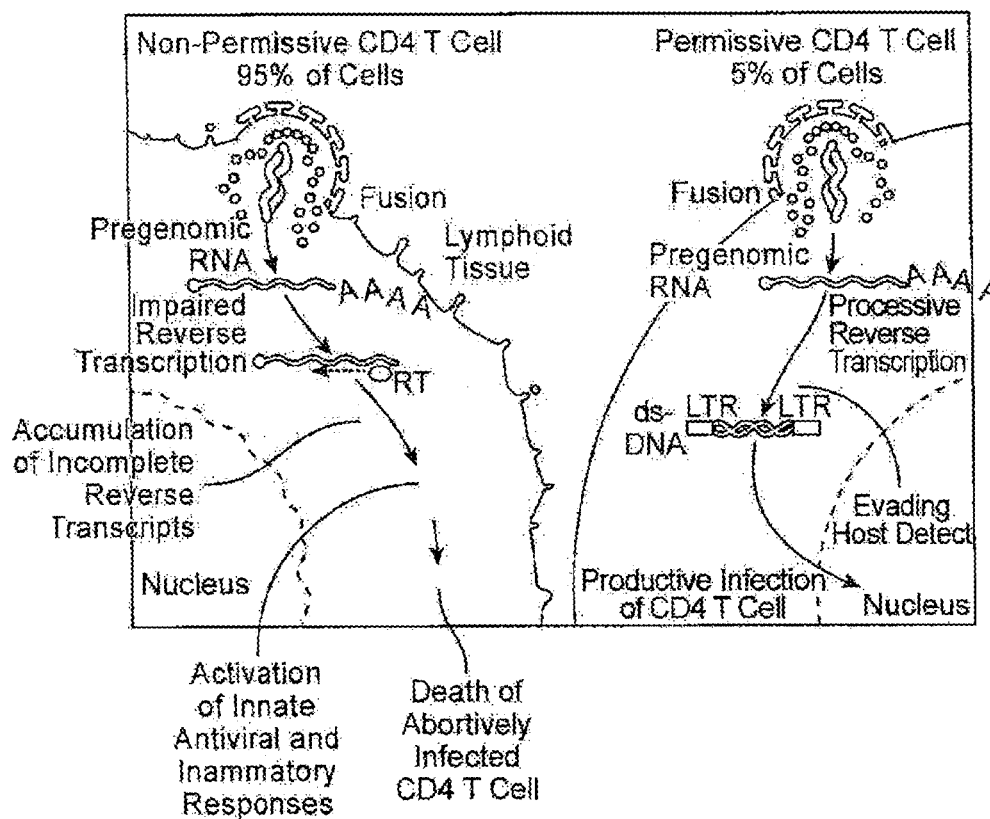 Non-Permissive CD4 T Cell
95% of Cells
Fusion
Pregenomic
RNA
AAAA
Lymphoid
Tissue
Impaired
Reverse
Transcription
RT
Accumulation
of Incomplete
Reverse
Transcripts
Nucleus
Activation
of Innate
Antiviral and
Inammatory
Responses
Death of
Abortively
Infected
CD4 T Cell
Permissive CD4 T Cell
5% of Cells
Fusion
Pregenomic
RNA
AAAA
Processive
Reverse
Transcription
ds-
DNA
LTR LTR
Evading
Host Detect
Productive Infection
of CD4 T Cell
Nucleus